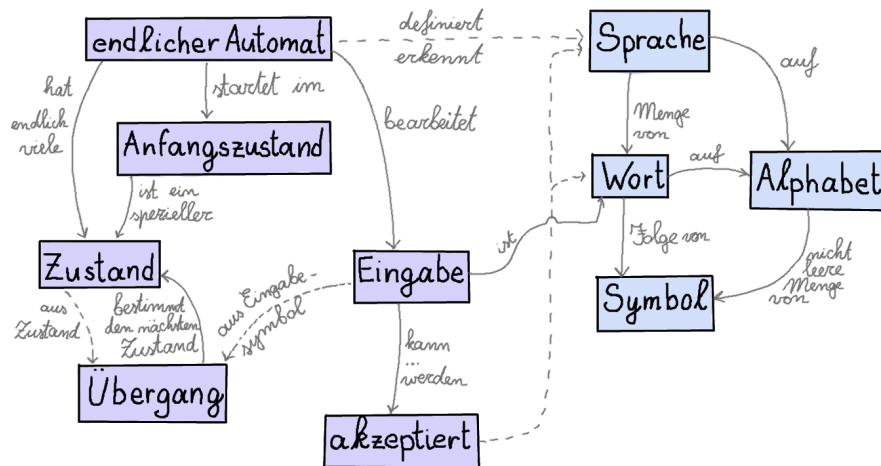 endlicher Automat
definiert
erkennt
Sprache
hat
endlich
viele
startet im
bearbeitet
Menge
von
auf
Anfangszustand
ist ein
spezieller
Wort
auf
Alphabet
Zustand
Eingabe
ist
Folge von
nicht
leere
Menge
von
Symbol
aus
Zustand
bestimmt
den nächsten
Zustand
aus Eingabe-
symbol
Übergang
kann
...
werden
akzeptiert